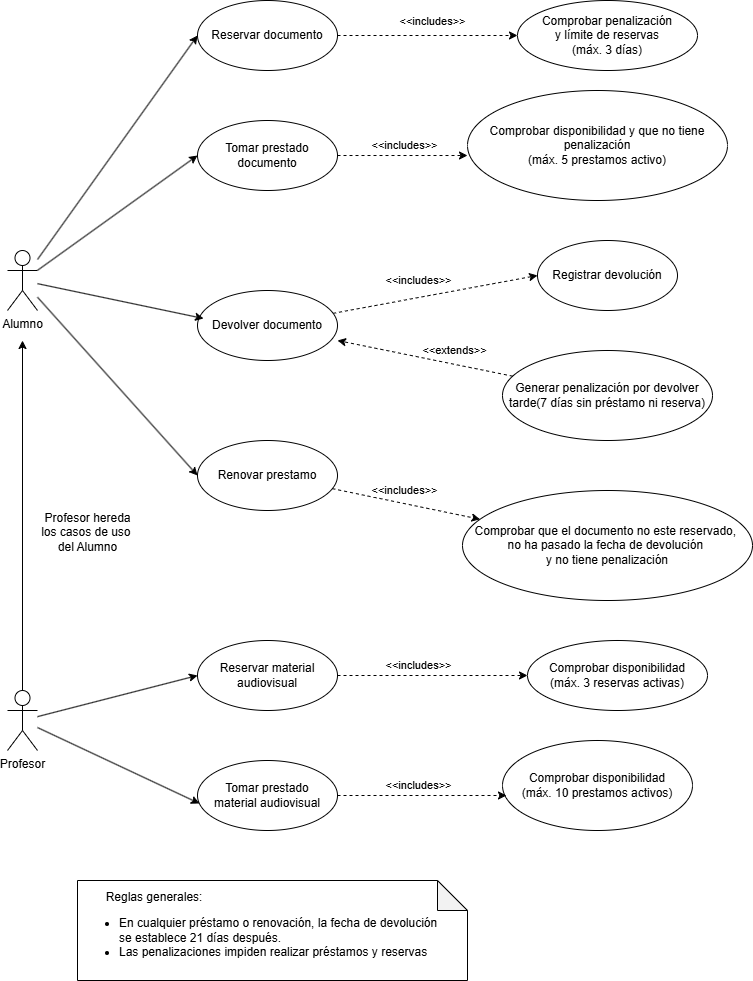 Reservar documento
<<includes>>
Comprobar penalización
y límite de reservas
(máx. 3 días)
Tomar prestado
documento
<<includes>>
Comprobar disponibilidad y que no tiene
penalización
(máx. 5 prestamos activo)
Alumno
Devolver documento
<<includes>>
Registrar devolución
<<extends>>
Generar penalización por devolver
tarde(7 días sin préstamo ni reserva)
Renovar prestamo
<<includes>>
Comprobar que el documento no este reservado,
no ha pasado la fecha de devolución
y no tiene penalización
Profesor hereda
los casos de uso
del Alumno
Reservar material
audiovisual
<<includes>>
Comprobar disponibilidad
(máx. 3 reservas activas)
Profesor
Tomar prestado
material audiovisual
<<includes>>
Comprobar disponibilidad
(máx. 10 prestamos activos)
Reglas generales:
• En cualquier préstamo o renovación, la fecha de devolución
se establece 21 días después.
• Las penalizaciones impiden realizar préstamos y reservas